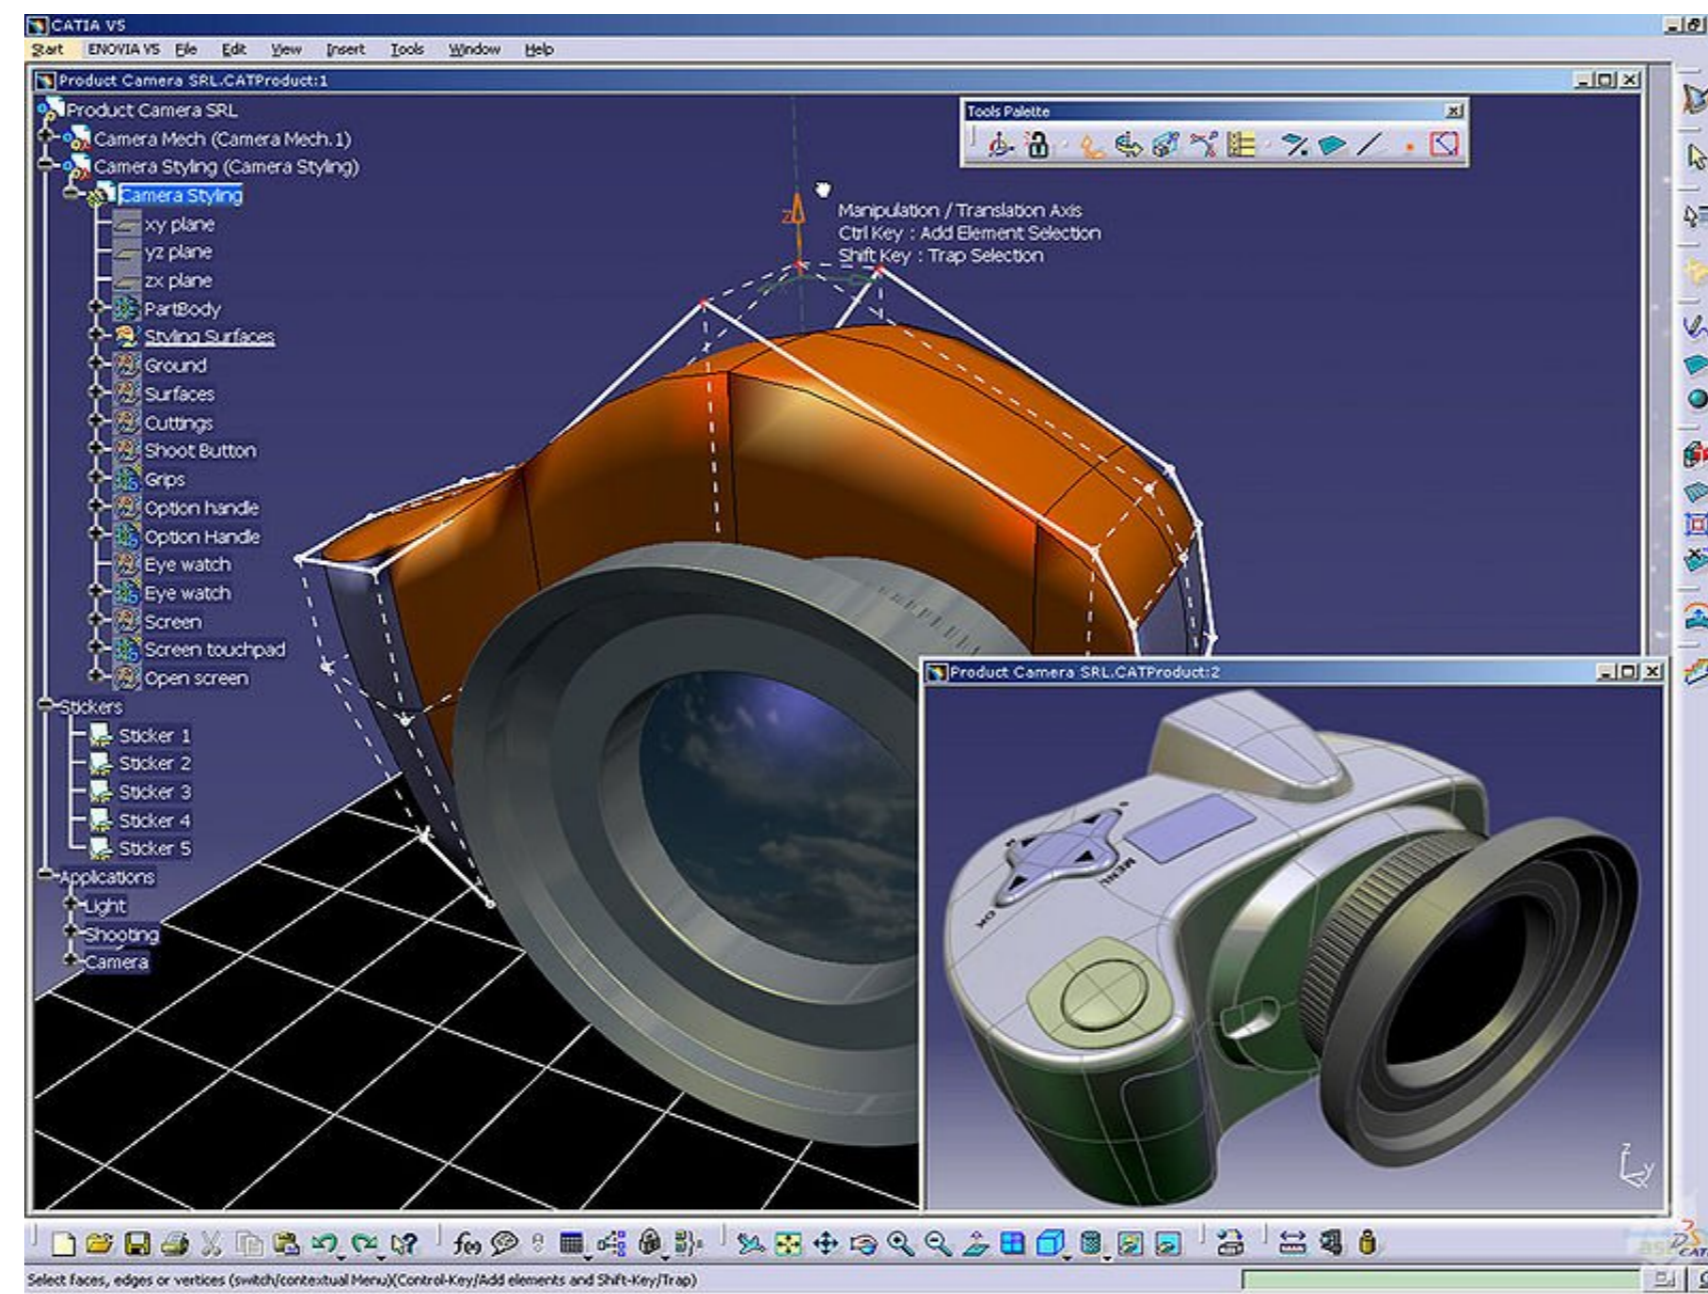 CATIA V5
Start ENOVIA V5 File Edit View Insert Tools Window Help
Product Camera SRL.CATProduct:1
Product Camera SRL
Camera Mech (Camera Mech.1)
Camera Styling (Camera Styling)
Camera Styling
xy plane
yz plane
zx plane
PartBody
Styling Surfaces
Ground
Surfaces
Cuttings
Shoot Button
Grips
Option handle
Option Handle
Eye watch
Eye watch
Screen
Screen touchpad
Open screen
Stickers
Sticker 1
Sticker 2
Sticker 3
Sticker 4
Sticker 5
Applications
Light
Shooting
Camera
Tools Palette
z
Manipulation / Translation Axis
Ctrl Key : Add Element Selection
Shift Key : Trap Selection
Product Camera SRL.CATProduct:2
MENU
OK
z
y
x
f(x)
Select faces, edges or vertices (switch/contextual Menu)(Control-Key/Add elements and Shift-Key/Trap)